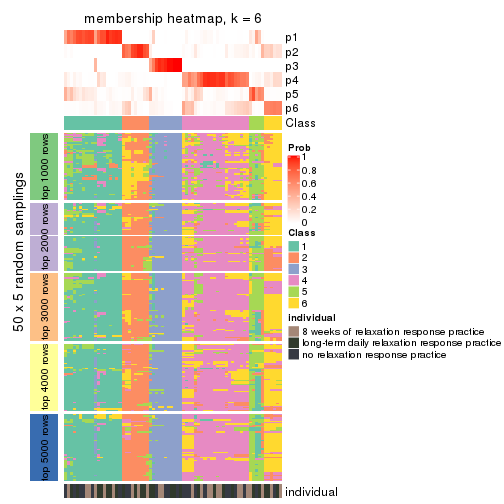 membership heatmap, k = 6
p1
p2
p3
p4
p5
p6
Class
50 x 5 random samplings
top 1000 rows
top 2000 rows
top 3000 rows
top 4000 rows
top 5000 rows
individual
Prob
1
0.8
0.6
0.4
0.2
0
Class
1
2
3
4
5
6
individual
8 weeks of relaxation response practice
long-term daily relaxation response practice
no relaxation response practice